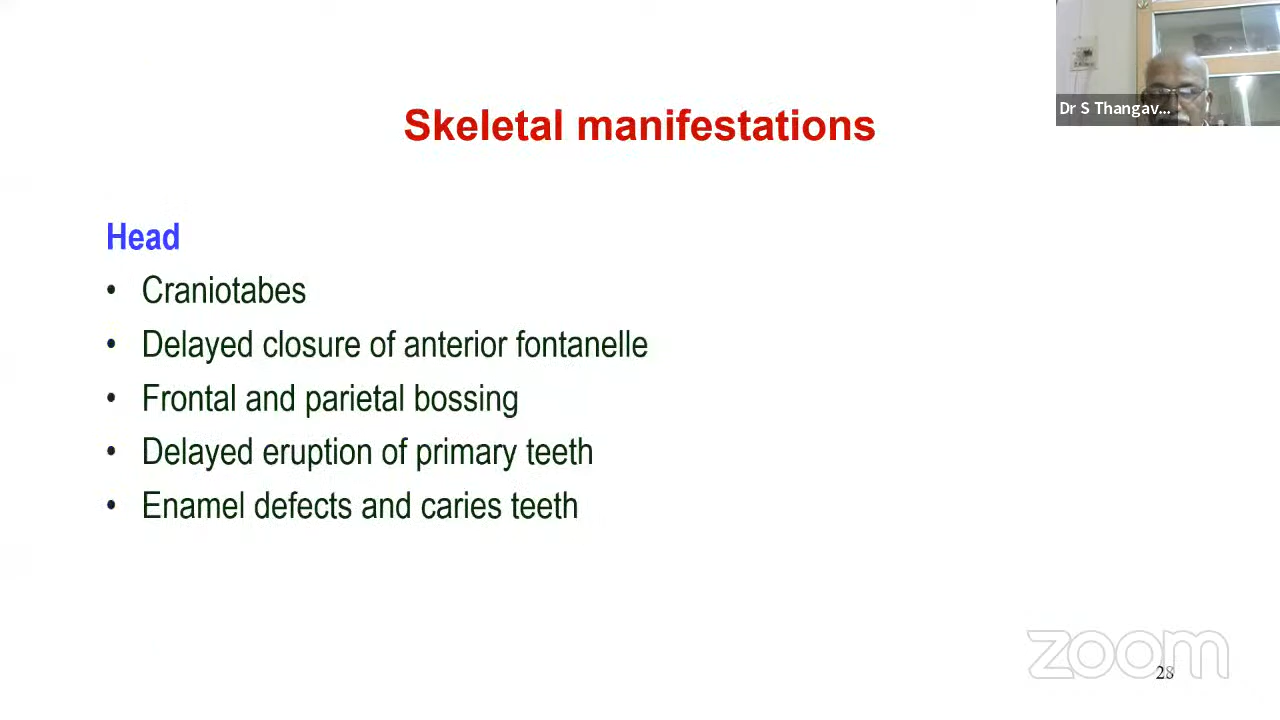 Dr S Thangav...
Skeletal manifestations
Head
• Craniotabes
• Delayed closure of anterior fontanelle
• Frontal and parietal bossing
• Delayed eruption of primary teeth
• Enamel defects and caries teeth
zoom
28